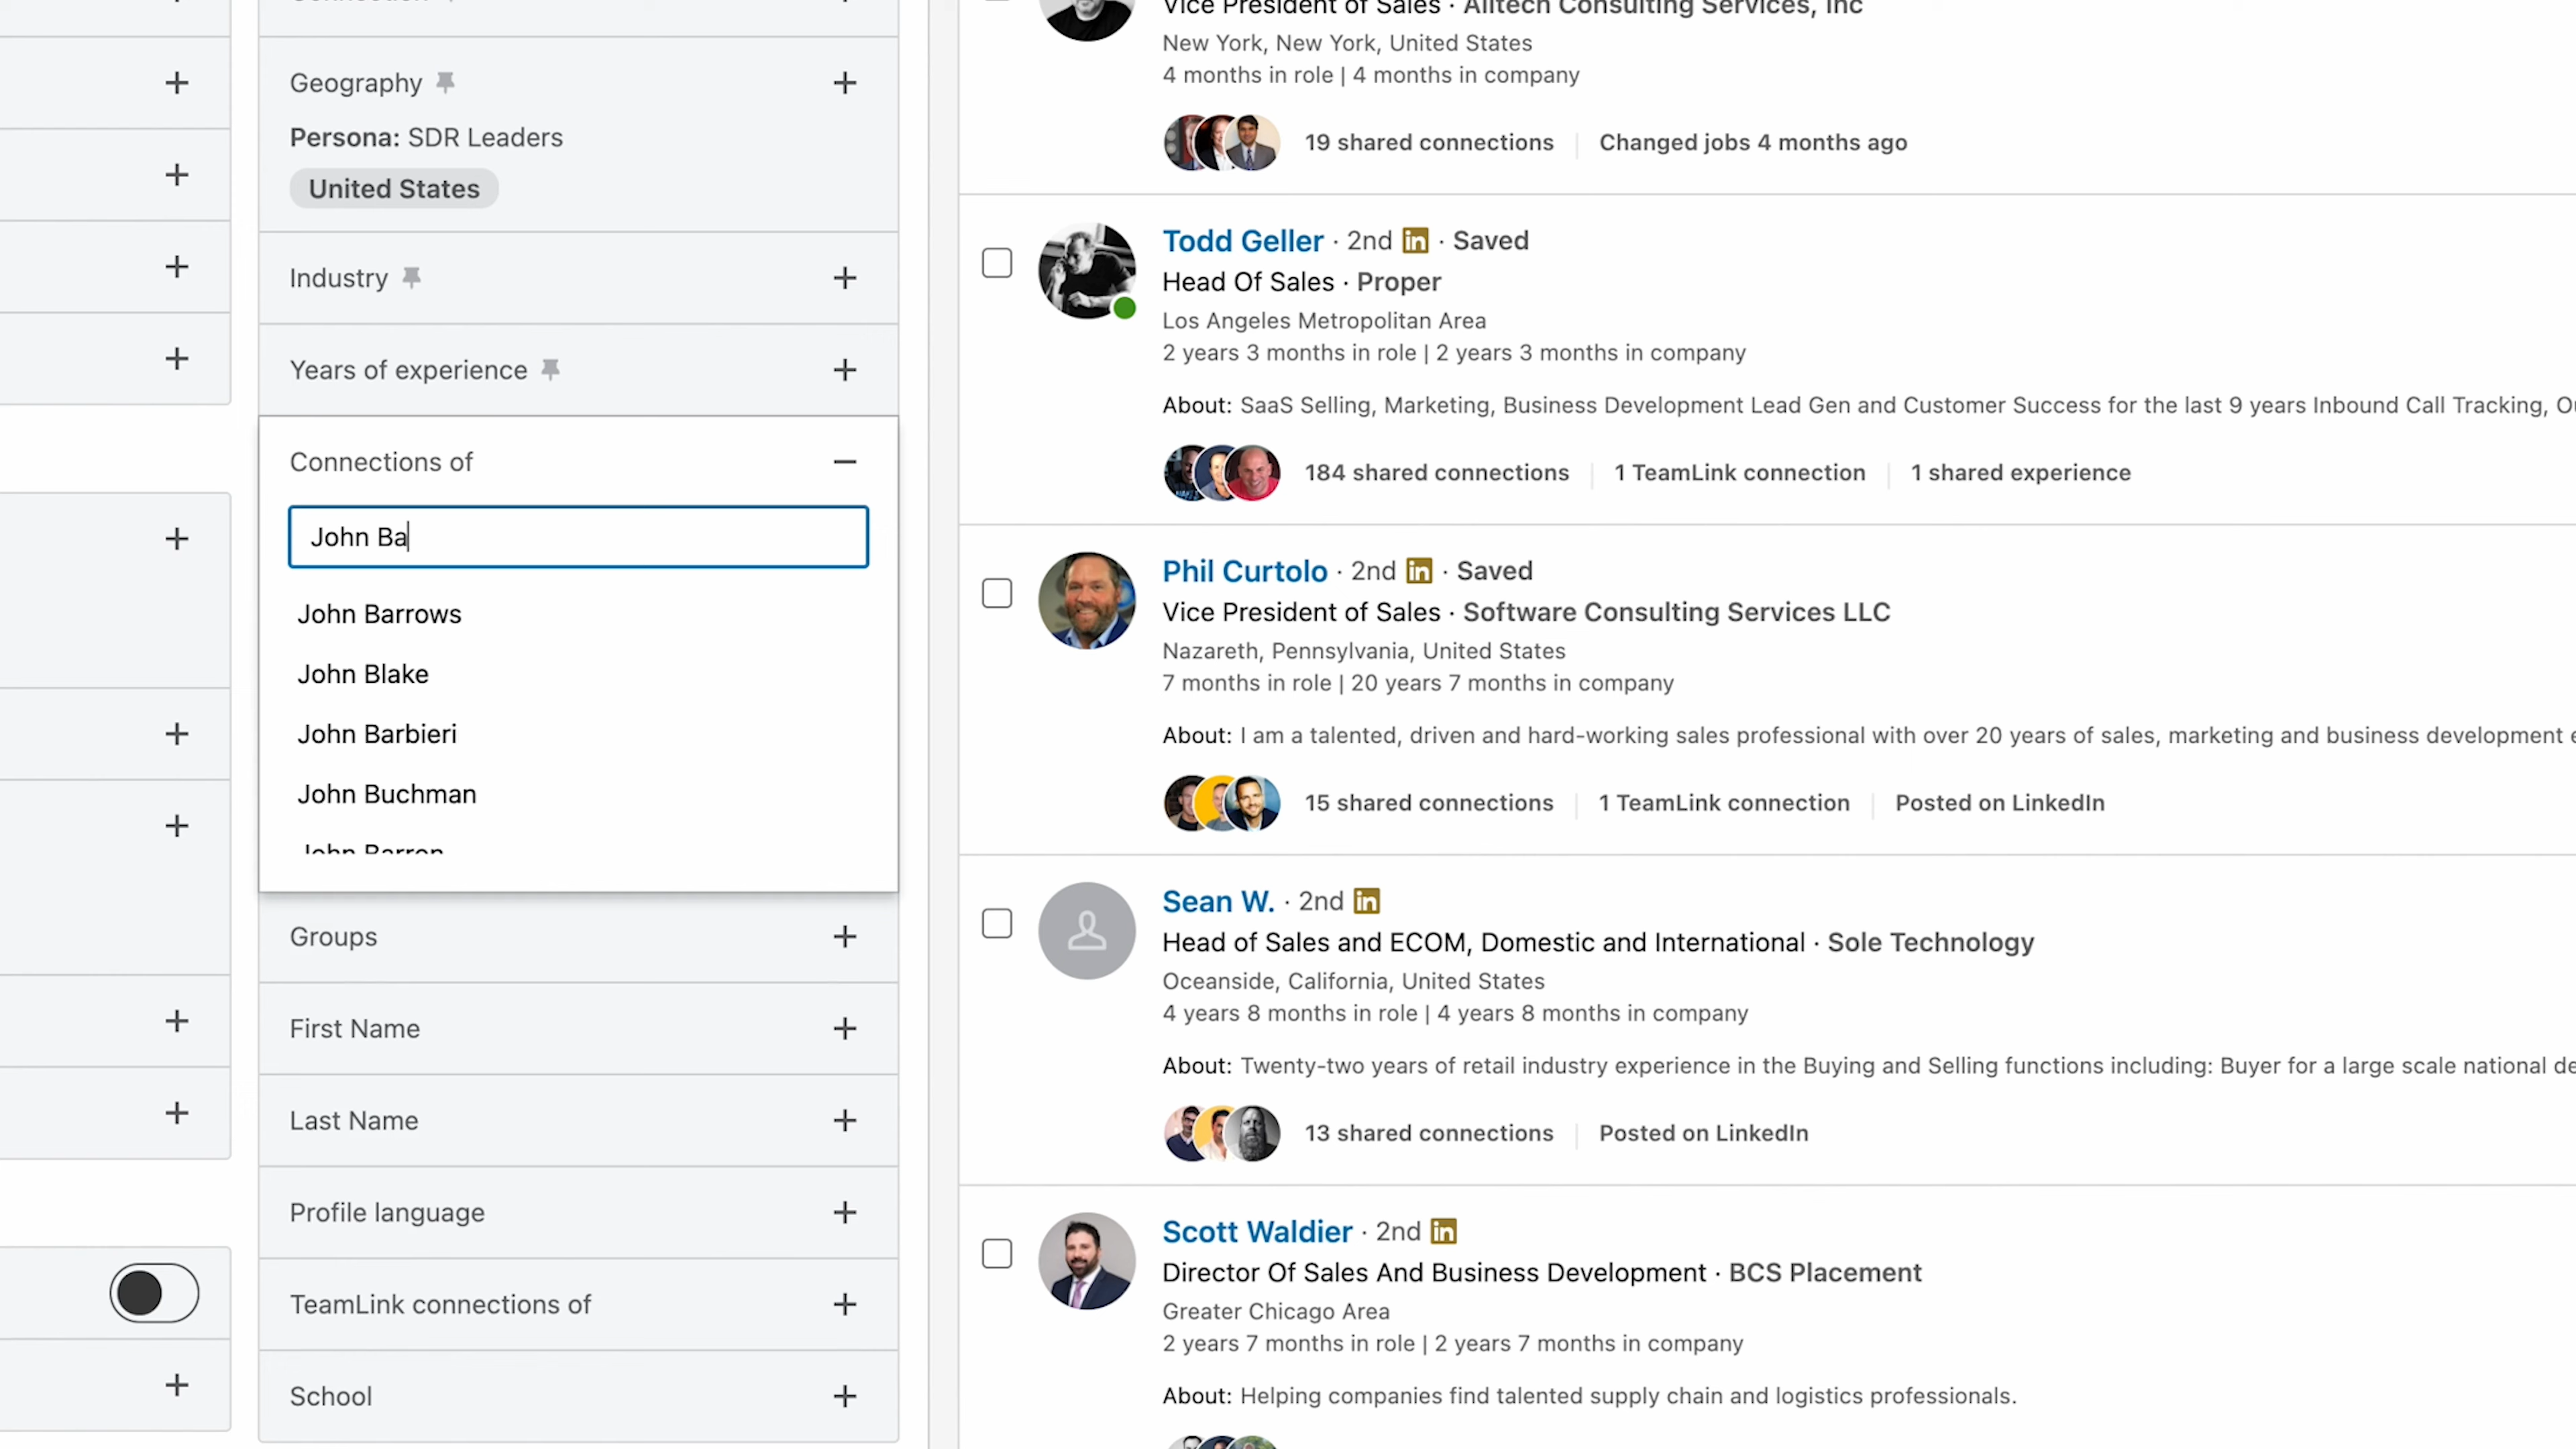 Geography
Persona: SDR Leaders
United States
Industry
Years of experience
Connections of
John Ba
John Barrows
John Blake
John Barbieri
John Buchman
John Barron
Groups
First Name
Last Name
Profile language
TeamLink connections of
School
Vice President of Sales · Alltech Consulting Services, Inc
New York, New York, United States
4 months in role | 4 months in company
19 shared connections
Changed jobs 4 months ago
Todd Geller · 2nd in · Saved
Head Of Sales · Proper
Los Angeles Metropolitan Area
2 years 3 months in role | 2 years 3 months in company
About: SaaS Selling, Marketing, Business Development Lead Gen and Customer Success for the last 9 years Inbound Call Tracking,
184 shared connections
1 TeamLink connection
1 shared experience
Phil Curtolo · 2nd in · Saved
Vice President of Sales · Software Consulting Services LLC
Nazareth, Pennsylvania, United States
7 months in role | 20 years 7 months in company
About: I am a talented, driven and hard-working sales professional with over 20 years of sales, marketing and business development
15 shared connections
1 TeamLink connection
Posted on LinkedIn
Sean W. · 2nd in
Head of Sales and ECOM, Domestic and International · Sole Technology
Oceanside, California, United States
4 years 8 months in role | 4 years 8 months in company
About: Twenty-two years of retail industry experience in the Buying and Selling functions including: Buyer for a large scale national
13 shared connections
Posted on LinkedIn
Scott Waldier · 2nd in
Director Of Sales And Business Development · BCS Placement
Greater Chicago Area
2 years 7 months in role | 2 years 7 months in company
About: Helping companies find talented supply chain and logistics professionals.